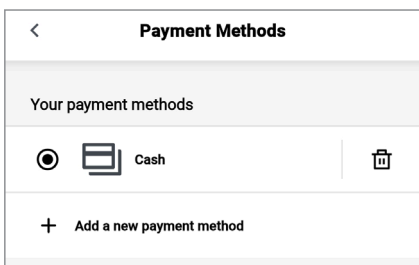 Payment Methods
Your payment methods
Cash
Add a new payment method